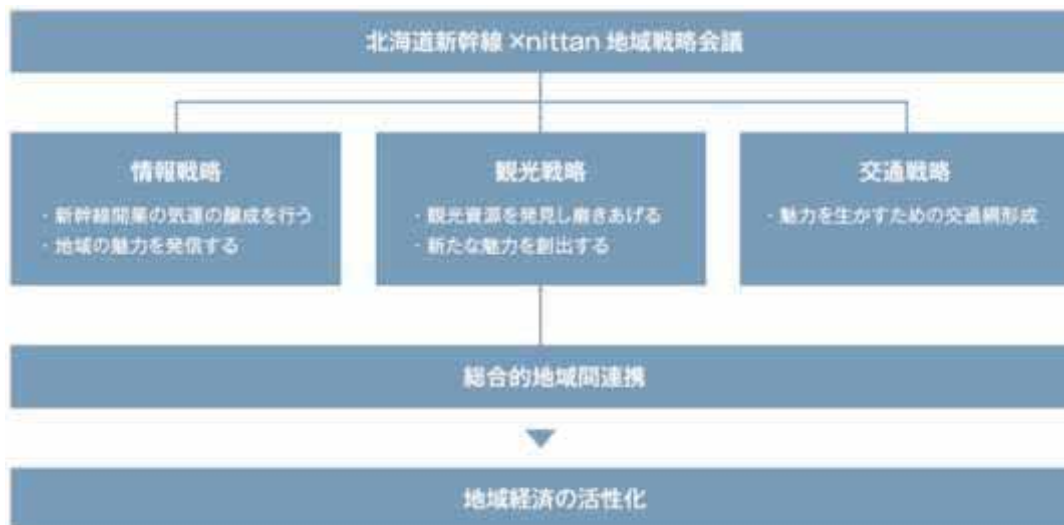 北海道新幹線×nittan 地域戦略会議
情報戦略
・新幹線開業の気運の醸成を行う
・地域の魅力を発信する
観光戦略
・観光資源を発見し磨きあげる
・新たな魅力を創出する
交通戦略
・魅力を生かすための交通網形成
総合的地域間連携
地域経済の活性化